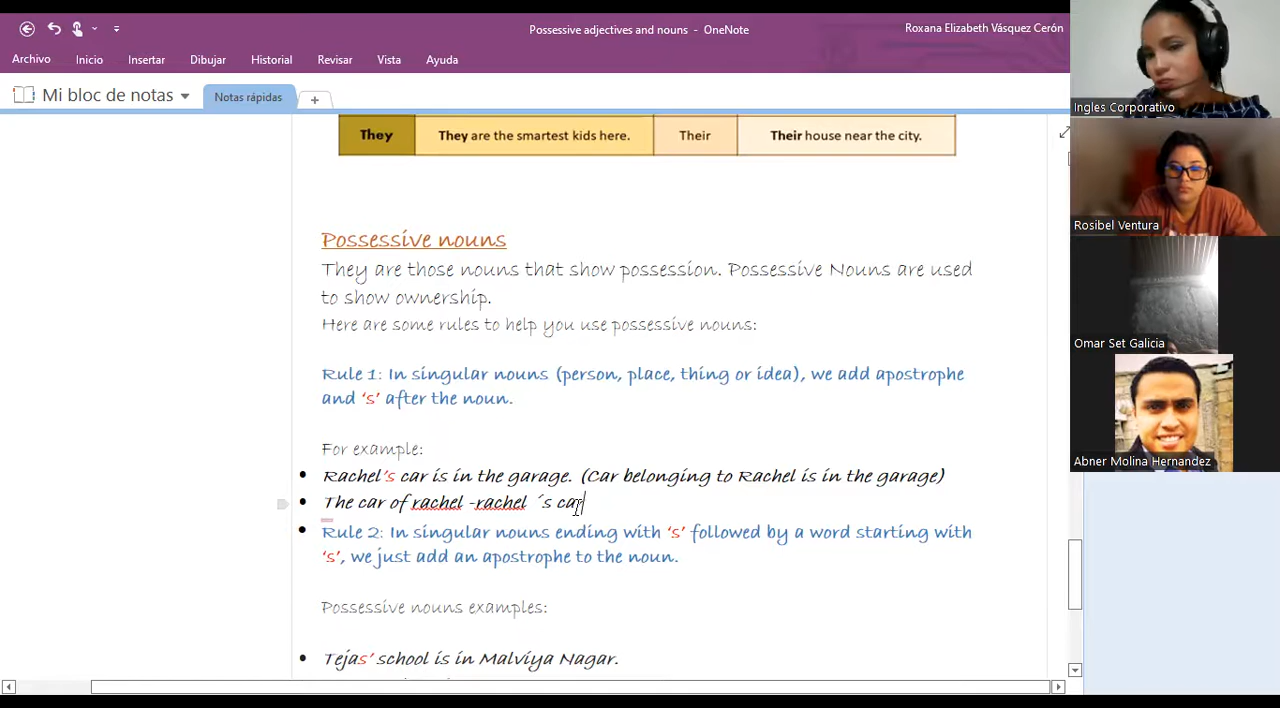 Possessive adjectives and nouns - OneNote
Roxana Elizabeth Vásquez Cerón
Archivo Inicio Insertar Dibujar Historial Revisar Vista Ayuda
Mi bloc de notas
Notas rápidas
They They are the smartest kids here. Their Their house near the city.
Possessive nouns
They are those nouns that show possession. Possessive Nouns are used
to show ownership.
Here are some rules to help you use possessive nouns:
Rule 1: In singular nouns (person, place, thing or idea), we add apostrophe
and ‘s’ after the noun.
For example:
Rachel’s car is in the garage. (Car belonging to Rachel is in the garage)
The car of rachel -rachel ´s car
Rule 2: In singular nouns ending with ‘s’ followed by a word starting with
‘s’, we just add an apostrophe to the noun.
Possessive nouns examples:
Tejas’ school is in Malviya Nagar.
Ingles Corporativo
Rosibel Ventura
Omar Set Galicia
Abner Molina Hernandez